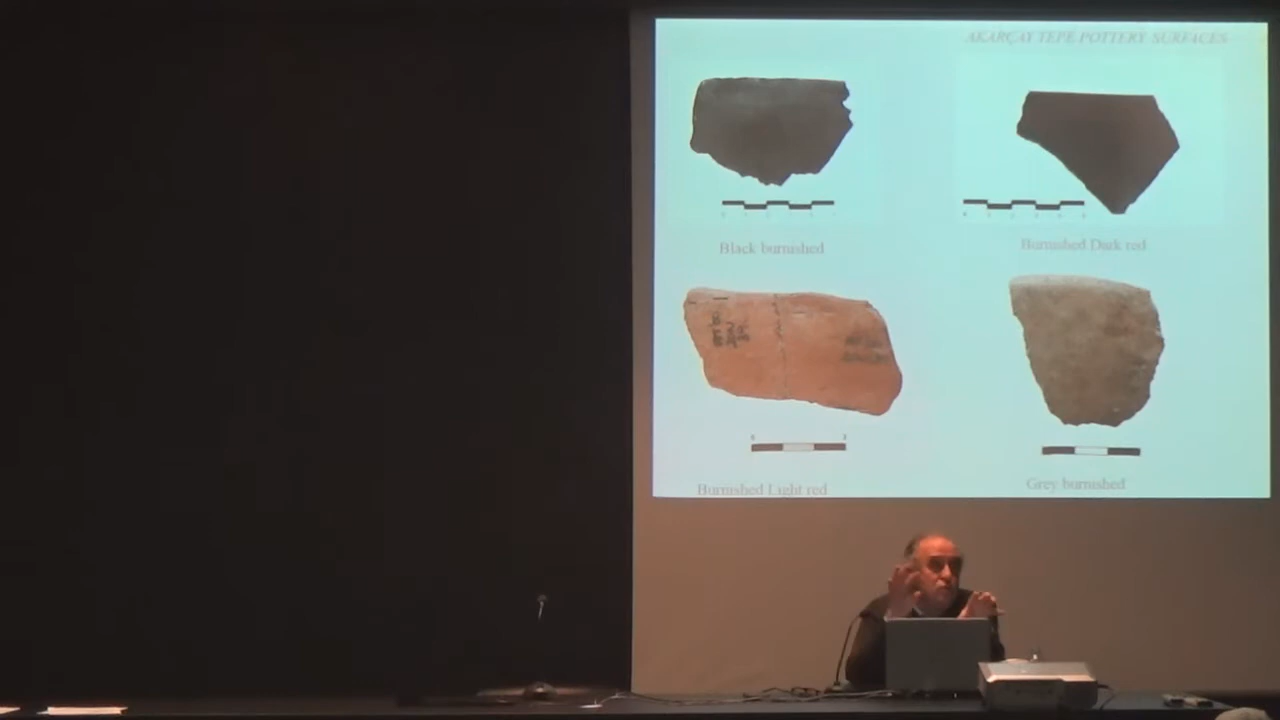 AKARÇAY TEPE POTTERY SURFACES
Black burnished
Burnished Dark red
Burnished Light red
Grey burnished